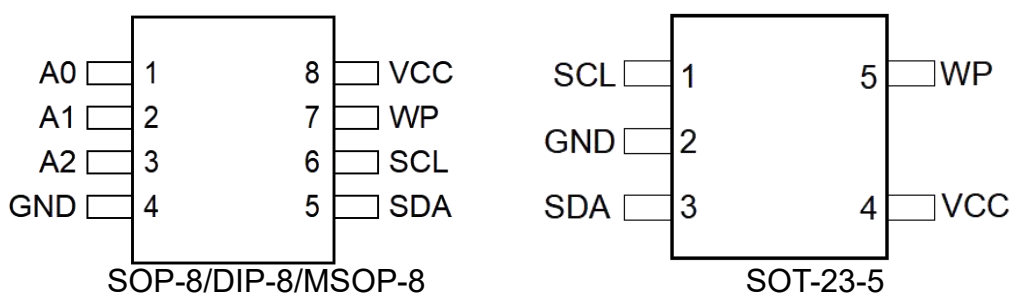 A0 1 8 VCC
A1 2 7 WP
A2 3 6 SCL
GND 4 5 SDA
SOP-8/DIP-8/MSOP-8
SCL 1 5 WP
GND 2
SDA 3 4 VCC
SOT-23-5